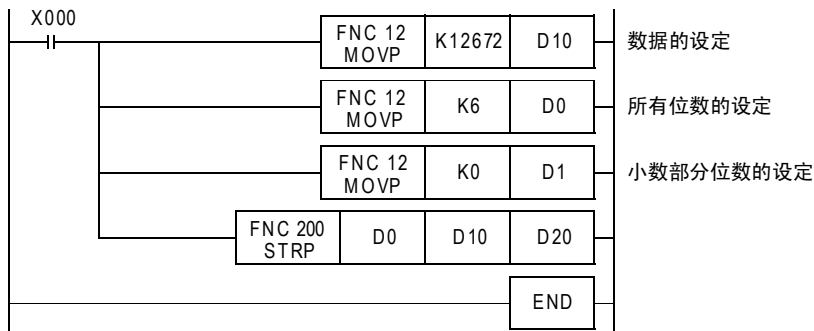 X000
FNC 12
MOVP K12672 D10 数据的设定
FNC 12
MOVP K6 D0 所有位数的设定
FNC 12
MOVP K0 D1 小数部分位数的设定
FNC 200
STRP D0 D10 D20
END